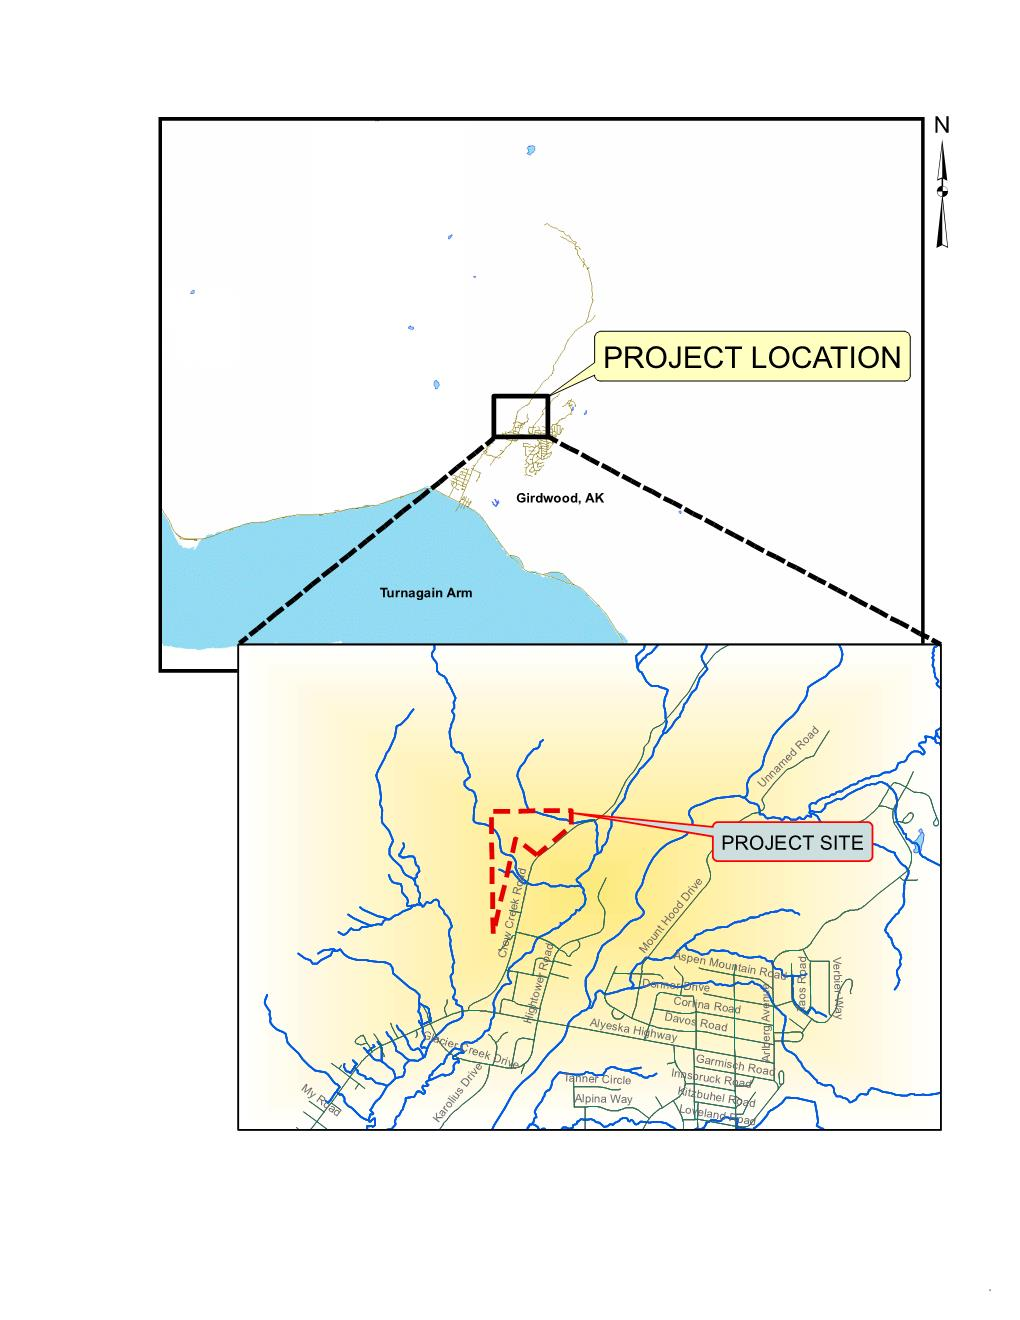 N
PROJECT LOCATION
Girdwood, AK
Turnagain Arm
Unnamed Road
PROJECT SITE
Crow Creek Road
Mount Hood Drive
Hightower Road
Aspen Mountain Road
Taos Road
Verbier Way
Donner Drive
Cortina Road
Davos Road
Arlberg Avenue
Alyeska Highway
Glacier Creek Drive
Garmisch Road
Innsbruck Road
Tanner Circle
Kitzbuhel Road
Alpina Way
Loveland Road
Karolius Drive
My Road